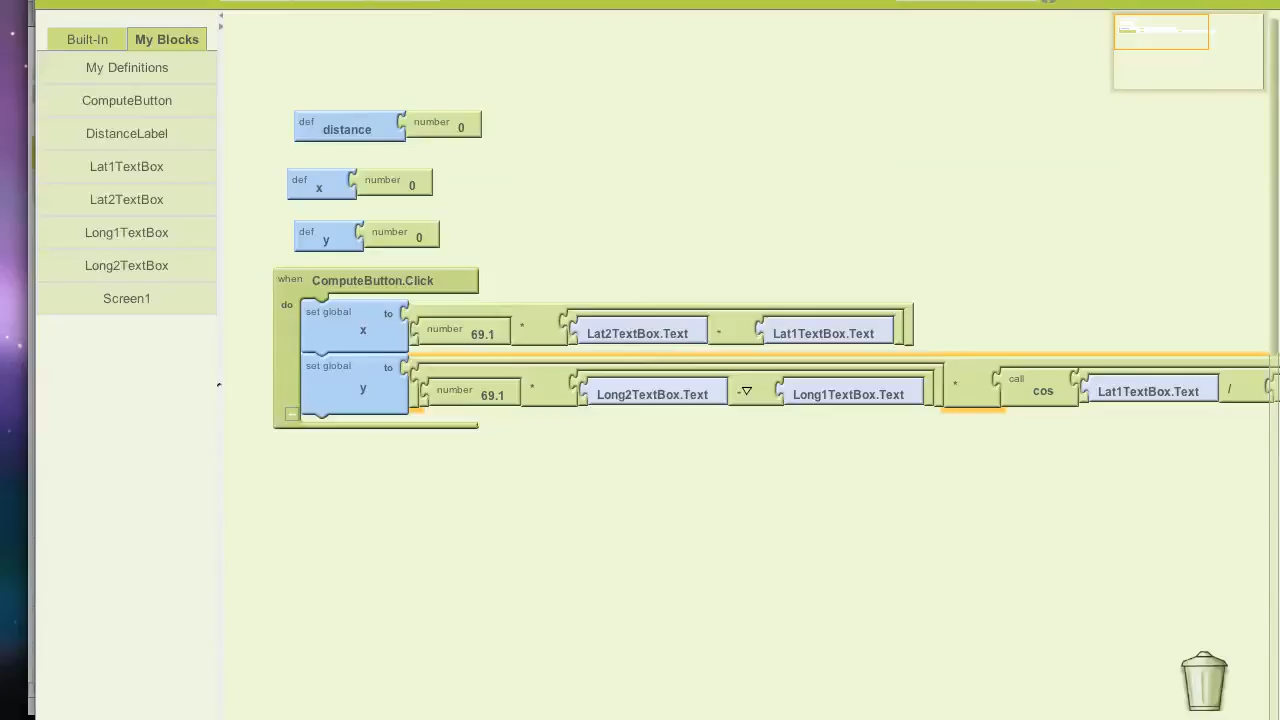 Built-In
My Blocks
My Definitions
ComputeButton
DistanceLabel
Lat1TextBox
Lat2TextBox
Long1TextBox
Long2TextBox
Screen1
def distance number 0
def x number 0
def y number 0
when ComputeButton.Click
do
set global x to number 69.1 * Lat2TextBox.Text - Lat1TextBox.Text
set global y to number 69.1 * Long2TextBox.Text - Long1TextBox.Text * call cos Lat1TextBox.Text /